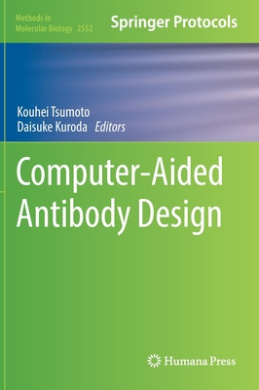 Methods in
Molecular Biology 2552
Springer Protocols
Kouhei Tsumoto
Daisuke Kuroda Editors
Computer-Aided
Antibody Design
Humana Press